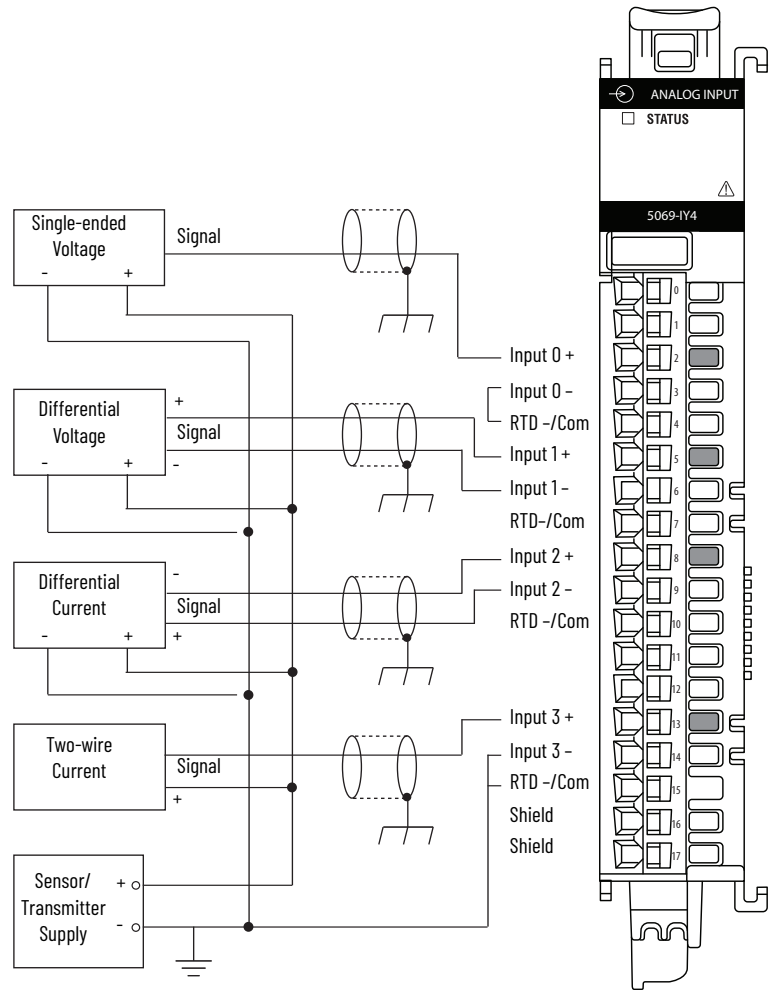 ANALOG INPUT
STATUS
5069-IY4
Single-ended
Voltage
- +
Signal
Differential
Voltage
- +
+
Signal
-
Differential
Current
- +
-
Signal
+
Two-wire
Current
Signal
+
Sensor/
Transmitter
Supply
+
-
Input 0 +
Input 0 –
RTD –/Com
Input 1 +
Input 1 –
RTD–/Com
Input 2 +
Input 2 –
RTD –/Com
Input 3 +
Input 3 –
RTD –/Com
Shield
Shield
0
1
2
3
4
5
6
7
8
9
10
11
12
13
14
15
16
17